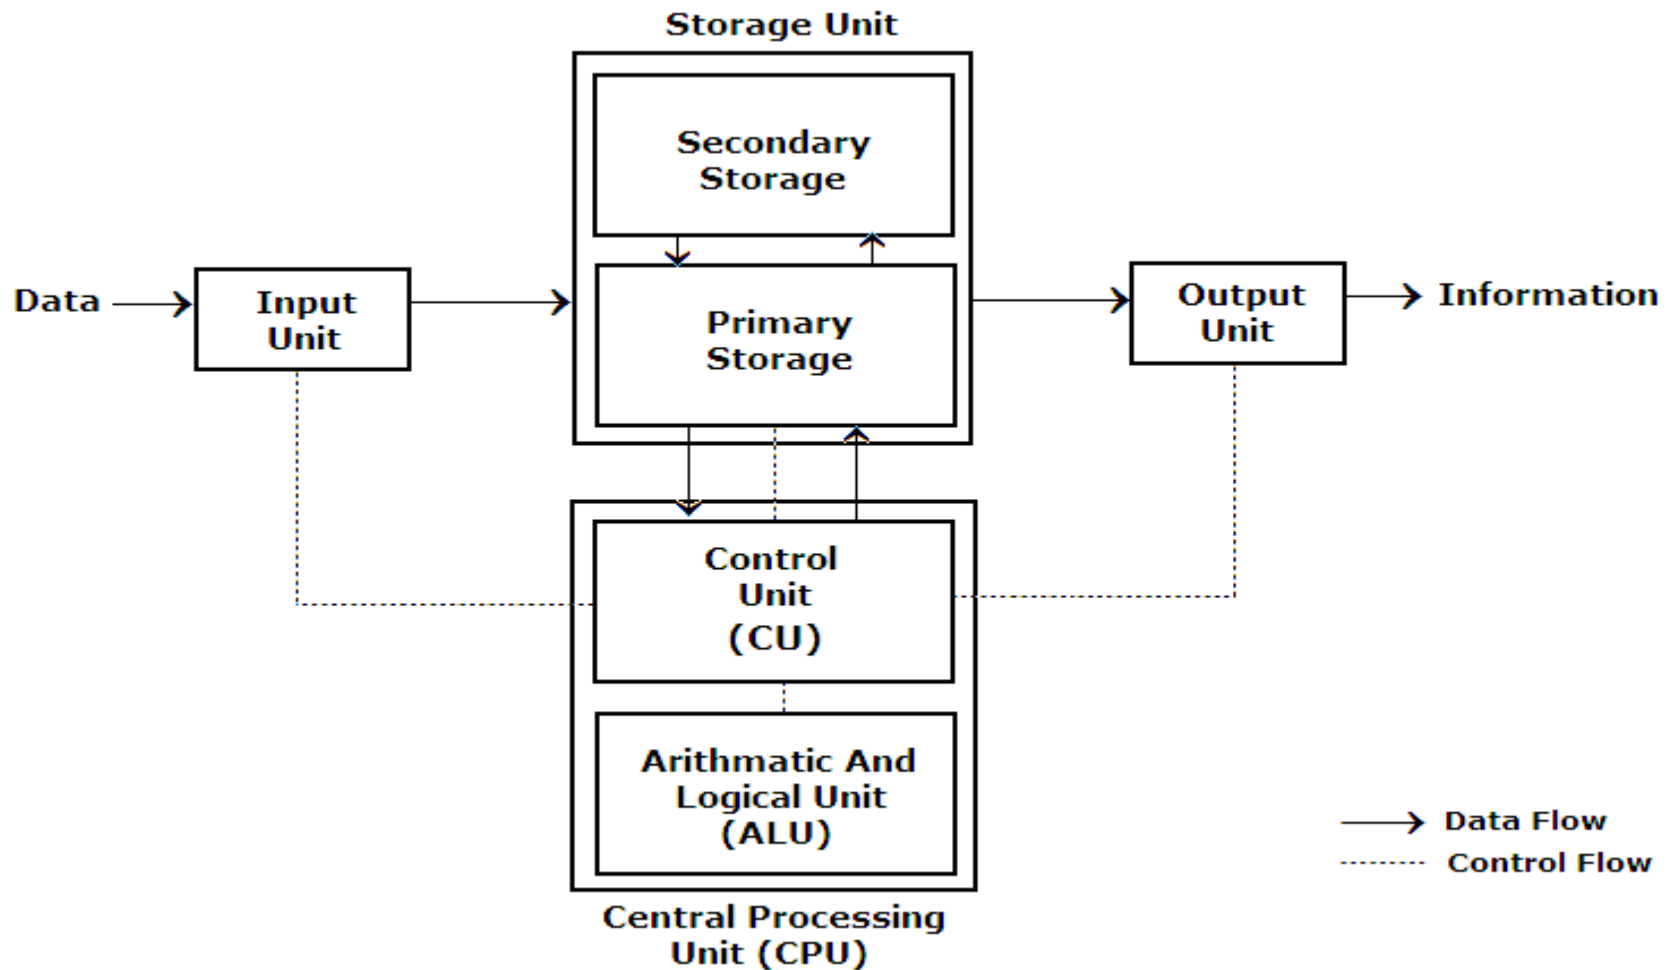 Storage Unit
Secondary
Storage
Data
Input
Unit
Primary
Storage
Output
Unit
Information
Control
Unit
(CU)
Arithmatic And
Logical Unit
(ALU)
Data Flow
Control Flow
Central Processing
Unit (CPU)